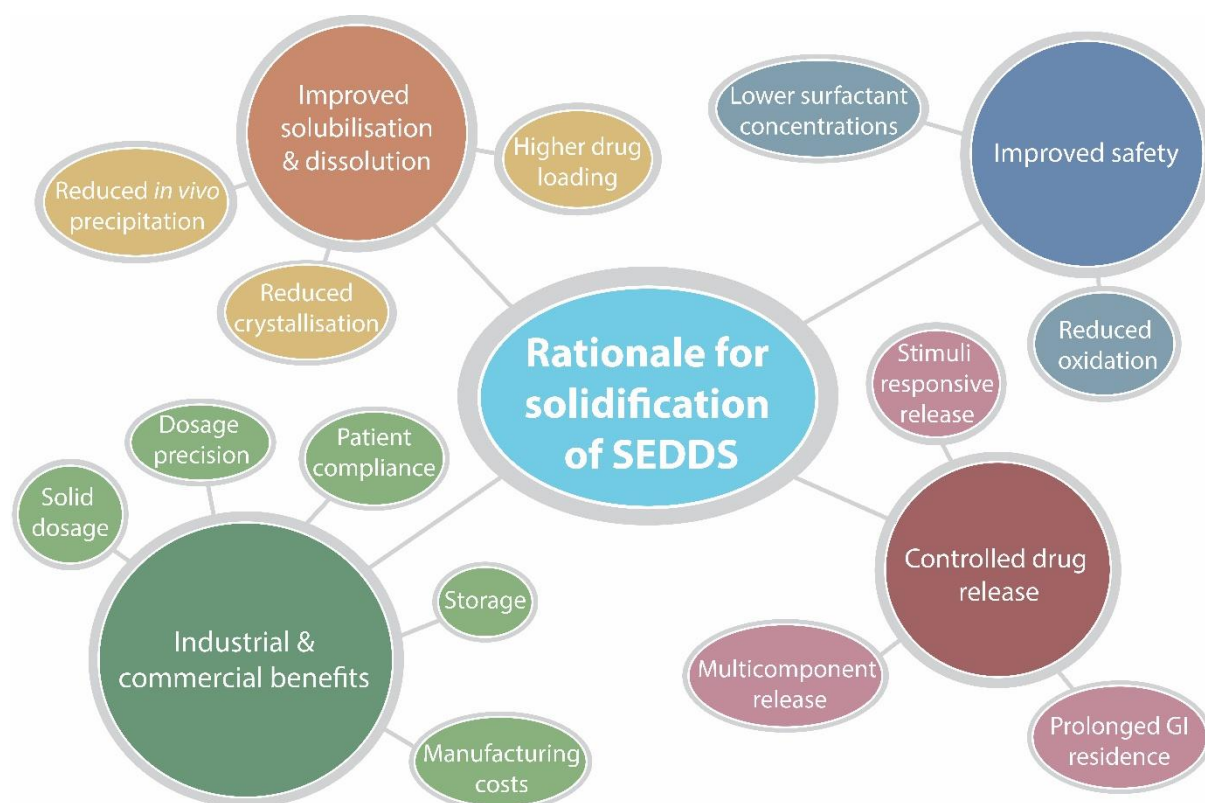 Improved
solubilisation
& dissolution
Higher drug
loading
Reduced in vivo
precipitation
Reduced
crystallisation
Lower surfactant
concentrations
Improved safety
Reduced
oxidation
Rationale for
solidification
of SEDDS
Stimuli
responsive
release
Controlled drug
release
Multicomponent
release
Prolonged GI
residence
Dosage
precision
Patient
compliance
Solid
dosage
Industrial &
commercial benefits
Storage
Manufacturing
costs